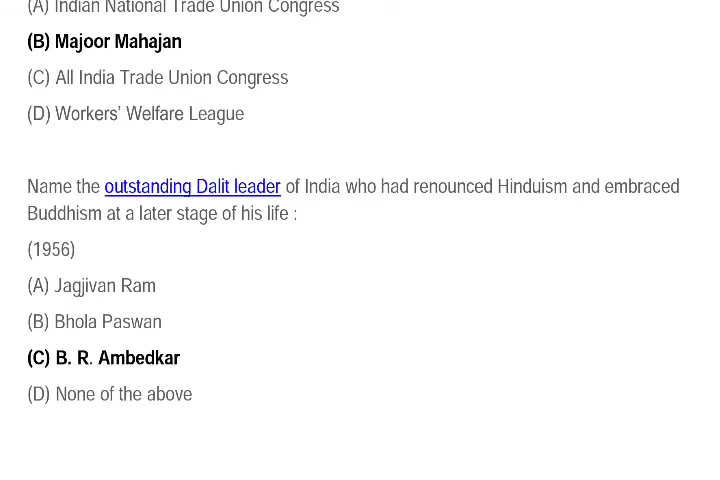 (A) Indian National Trade Union Congress
(B) Majoor Mahajan
(C) All India Trade Union Congress
(D) Workers' Welfare League
Name the outstanding Dalit leader of India who had renounced Hinduism and embraced
Buddhism at a later stage of his life :
(1956)
(A) Jagjivan Ram
(B) Bhola Paswan
(C) B. R. Ambedkar
(D) None of the above